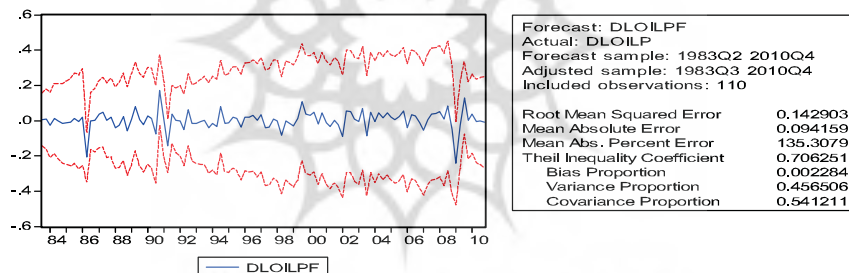 .6
.4
.2
.0
-.2
-.4
-.6
84 86 88 90 92 94 96 98 00 02 04 06 08 10
DLOILPF
Forecast: DLOILPF
Actual: DLOILP
Forecast sample: 1983Q2 2010Q4
Adjusted sample: 1983Q3 2010Q4
Included observations: 110
Root Mean Squared Error 0.142903
Mean Absolute Error 0.094159
Mean Abs. Percent Error 135.3079
Theil Inequality Coefficient 0.706251
Bias Proportion 0.002284
Variance Proportion 0.456506
Covariance Proportion 0.541211